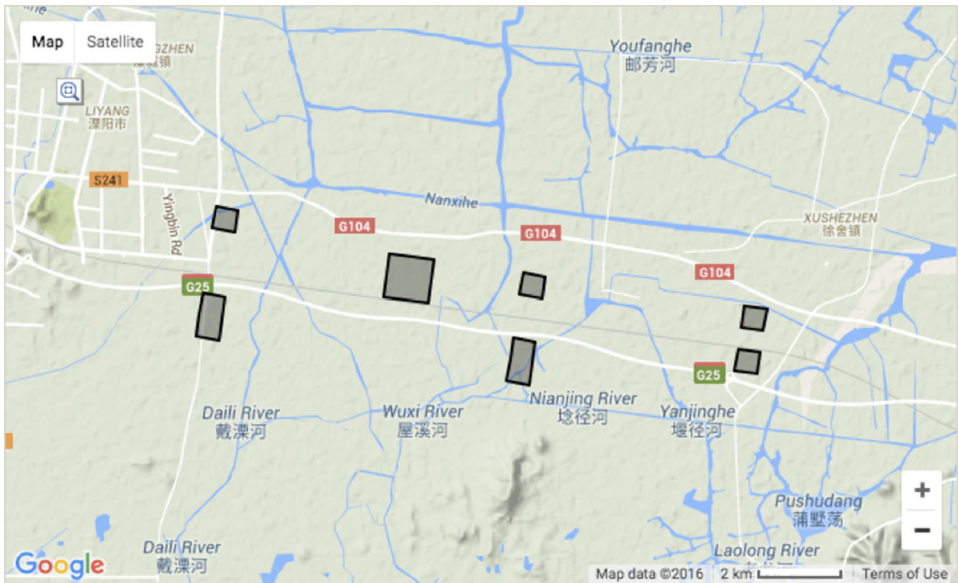 Map
Satellite
NGZHEN
LIYANG
溧阳市
S241
Yingbin Rd
G25
Youfanghe
邮芳河
Nanxihe
G104
G104
G104
XUSHEZHEN
徐舍镇
G25
Daili River
戴溧河
Wuxi River
屋溪河
Nianjing River
埝径河
Yanjinghe
堰径河
Pushudang
蒲墅荡
Daili River
戴溧河
Laolong River
+
−
Google
Map data ©2016
2 km
Terms of Use